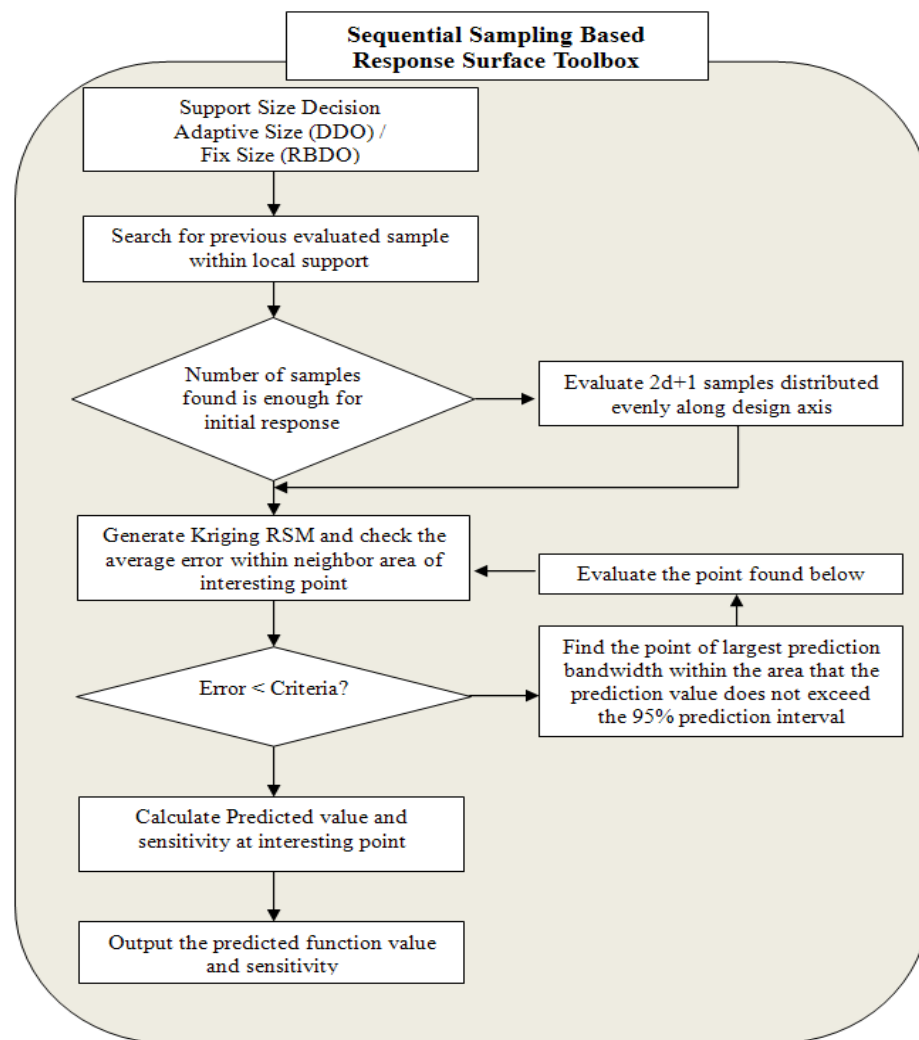 Sequential Sampling Based
Response Surface Toolbox
Support Size Decision
Adaptive Size (DDO) /
Fix Size (RBDO)
Search for previous evaluated sample
within local support
Number of samples
found is enough for
initial response
Evaluate 2d+1 samples distributed
evenly along design axis
Generate Kriging RSM and check the
average error within neighbor area of
interesting point
Evaluate the point found below
Error < Criteria?
Find the point of largest prediction
bandwidth within the area that the
prediction value does not exceed
the 95% prediction interval
Calculate Predicted value and
sensitivity at interesting point
Output the predicted function value
and sensitivity